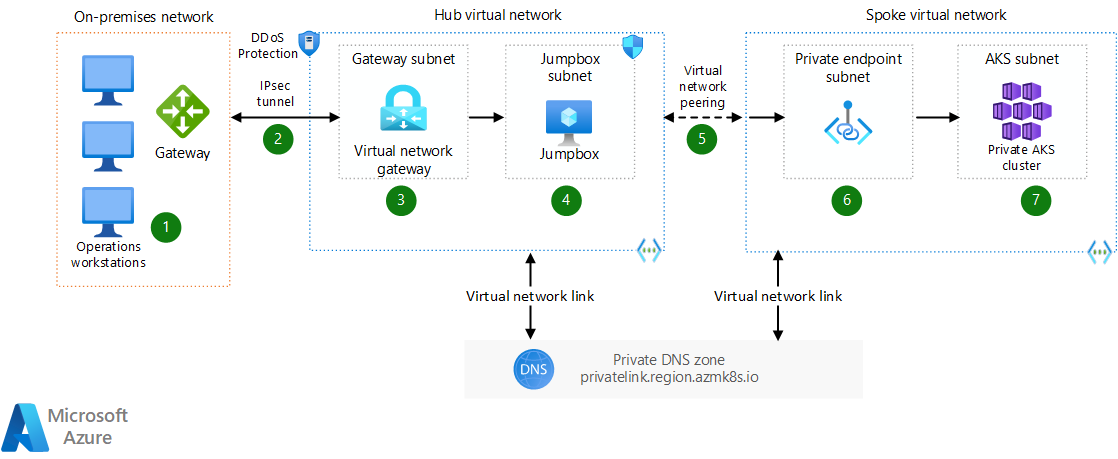 On-premises network
Hub virtual network
Spoke virtual network
DDoS
Protection
IPsec
tunnel
2
Gateway
1
Operations
workstations
Gateway subnet
Virtual network
gateway
3
Jumpbox
subnet
Jumpbox
4
Virtual
network
peering
5
Private endpoint
subnet
6
AKS subnet
Private AKS
cluster
7
Virtual network link
Virtual network link
DNS
Private DNS zone
privatelink.region.azmk8s.io
Microsoft
Azure